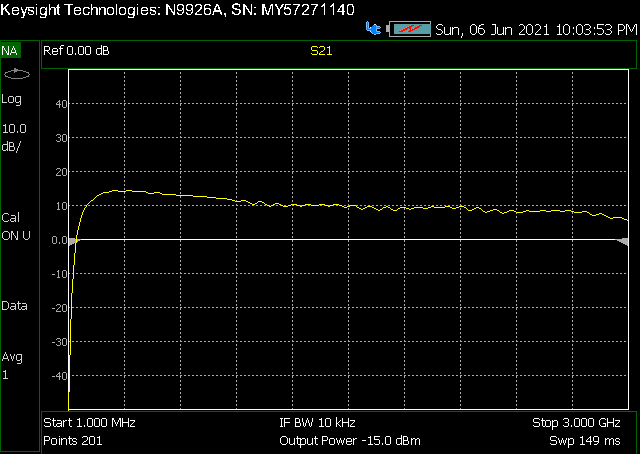 Keysight Technologies: N9926A, SN: MY57271140
Sun, 06 Jun 2021 10:03:53 PM
NA
Ref 0.00 dB
S21
Log
10.0
dB/
Cal
ON U
Data
Avg
1
40
30
20
10
0.0
-10
-20
-30
-40
Start 1.000 MHz
IF BW 10 kHz
Stop 3.000 GHz
Points 201
Output Power -15.0 dBm
Swp 149 ms